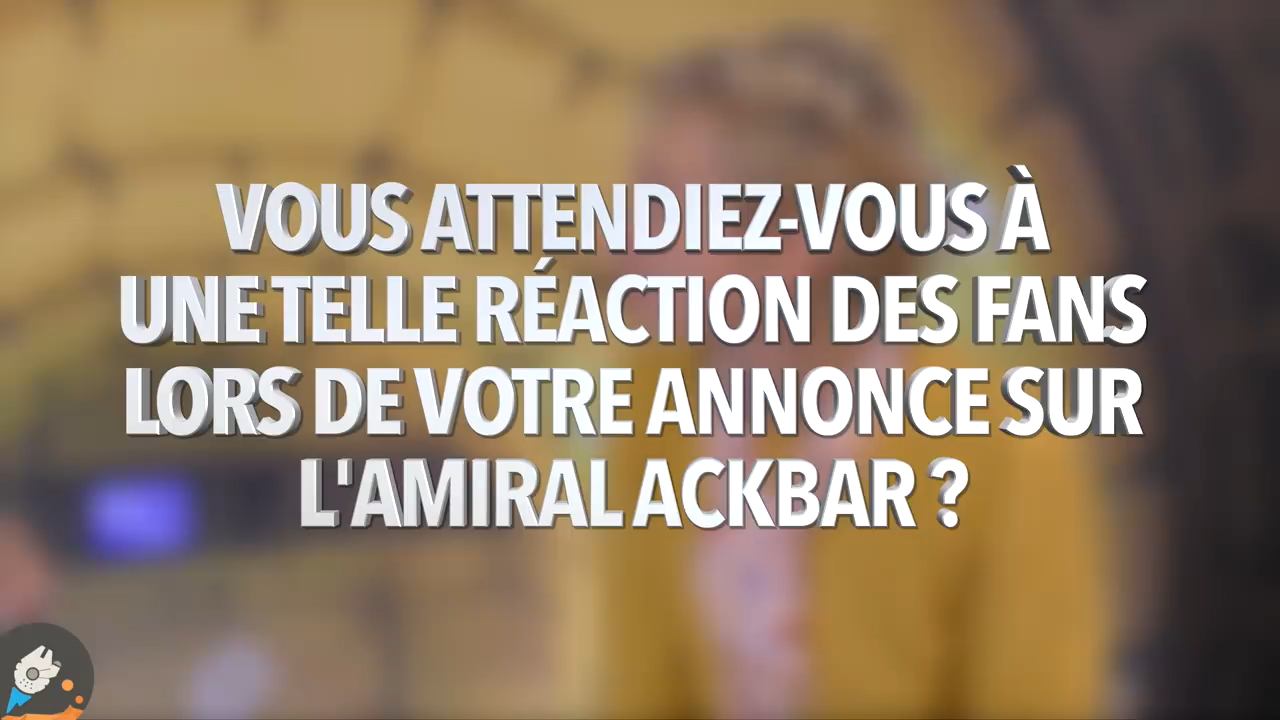 VOUS ATTENDIEZ-VOUS À
UNE TELLE RÉACTION DES FANS
LORS DE VOTRE ANNONCE SUR
L'AMIRAL ACKBAR ?